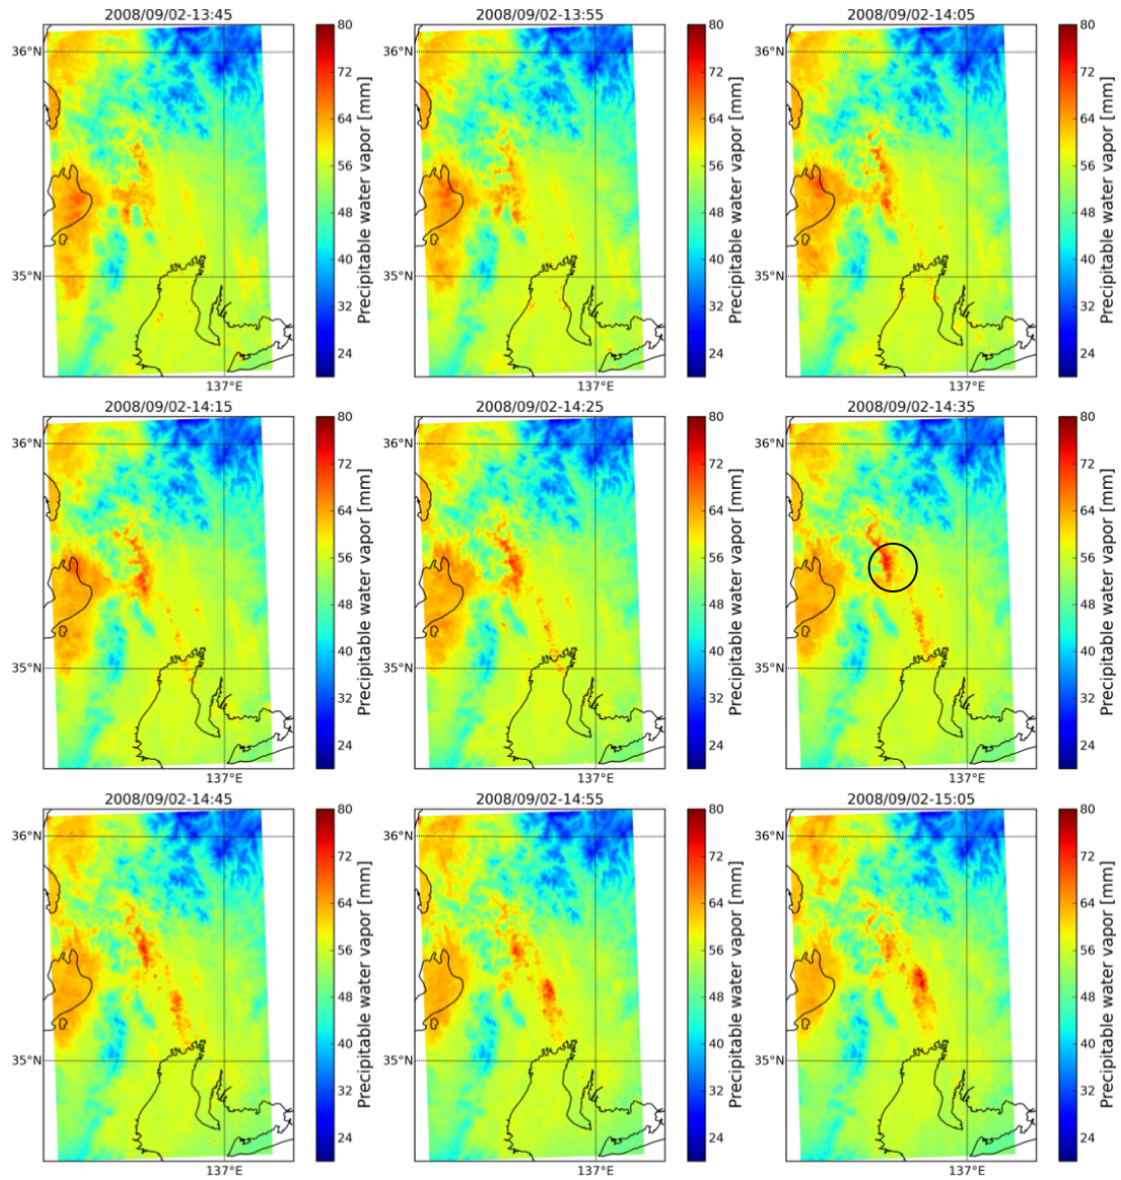 2008/09/02-13:45
36°N
35°N
137°E
80
72
64
56
48
40
32
24
Precipitable water vapor [mm]
2008/09/02-13:55
137°E
80
72
64
56
48
40
32
24
Precipitable water vapor [mm]
2008/09/02-14:05
137°E
80
72
64
56
48
40
32
24
Precipitable water vapor [mm]
2008/09/02-14:15
36°N
35°N
137°E
80
72
64
56
48
40
32
24
Precipitable water vapor [mm]
2008/09/02-14:25
137°E
80
72
64
56
48
40
32
24
Precipitable water vapor [mm]
2008/09/02-14:35
36°N
35°N
137°E
80
72
64
56
48
40
32
24
Precipitable water vapor [mm]
2008/09/02-14:45
36°N
35°N
137°E
80
72
64
56
48
40
32
24
Precipitable water vapor [mm]
2008/09/02-14:55
137°E
80
72
64
56
48
40
32
24
Precipitable water vapor [mm]
2008/09/02-15:05
36°N
35°N
137°E
80
72
64
56
48
40
32
24
Precipitable water vapor [mm]